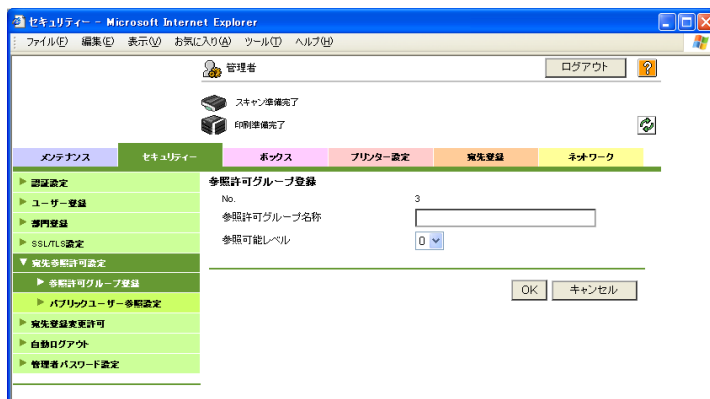 セキュリティー - Microsoft Internet Explorer
ファイル(F) 編集(E) 表示(V) お気に入り(A) ツール(T) ヘルプ(H)
管理者 ログアウト ?
スキャン準備完了
印刷準備完了
メンテナンス セキュリティー ボックス プリンター設定 宛先登録 ネットワーク
認証設定
ユーザー登録
部門登録
SSL/TLS設定
宛先参照許可設定
参照許可グループ登録
パブリックユーザー参照設定
宛先登録変更許可
自動ログアウト
管理者パスワード設定
参照許可グループ登録
No. 3
参照許可グループ名称
参照可能レベル 0
OK キャンセル